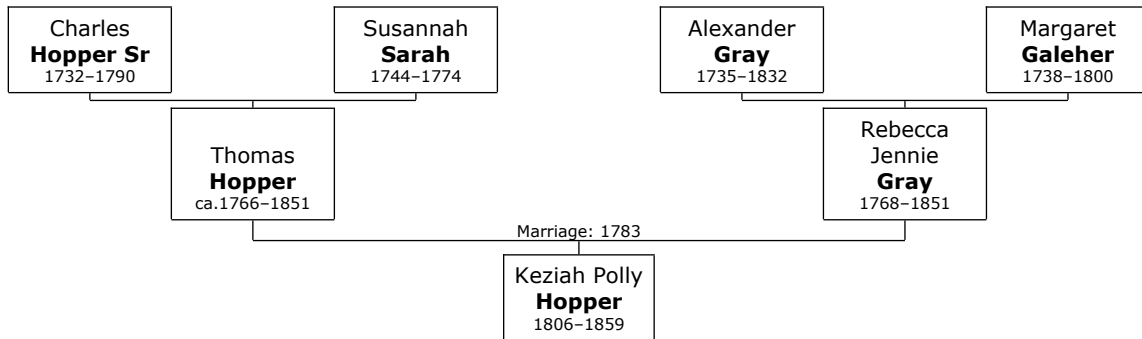 Charles
Hopper Sr
1732–1790
Susannah
Sarah
1744–1774
Alexander
Gray
1735–1832
Margaret
Galeher
1738–1800
Thomas
Hopper
ca.1766–1851
Rebecca
Jennie
Gray
1768–1851
Marriage: 1783
Keziah Polly
Hopper
1806–1859